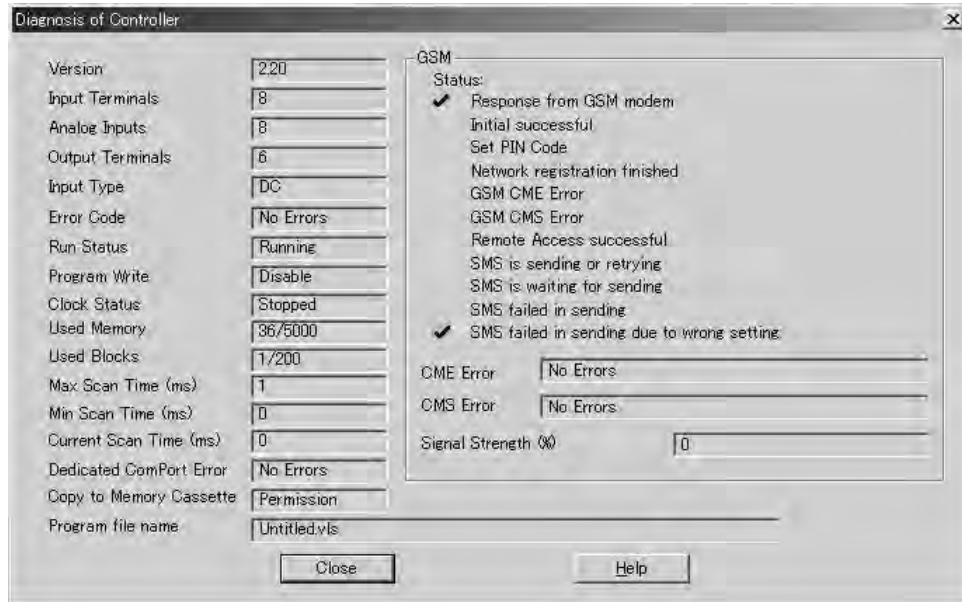 Diagnosis of Controller
Version 2.20
Input Terminals 8
Analog Inputs 8
Output Terminals 6
Input Type DC
Error Code No Errors
Run Status Running
Program Write Disable
Clock Status Stopped
Used Memory 36/5000
Used Blocks 1/200
Max Scan Time (ms) 1
Min Scan Time (ms) 0
Current Scan Time (ms) 0
Dedicated ComPort Error No Errors
Copy to Memory Cassette Permission
Program file name Untitled.vls
GSM
Status:
✔ Response from GSM modem
Initial successful
Set PIN Code
Network registration finished
GSM CME Error
GSM CMS Error
Remote Access successful
SMS is sending or retrying
SMS is waiting for sending
SMS failed in sending
✔ SMS failed in sending due to wrong setting
CME Error No Errors
CMS Error No Errors
Signal Strength (%) 0
Close
Help